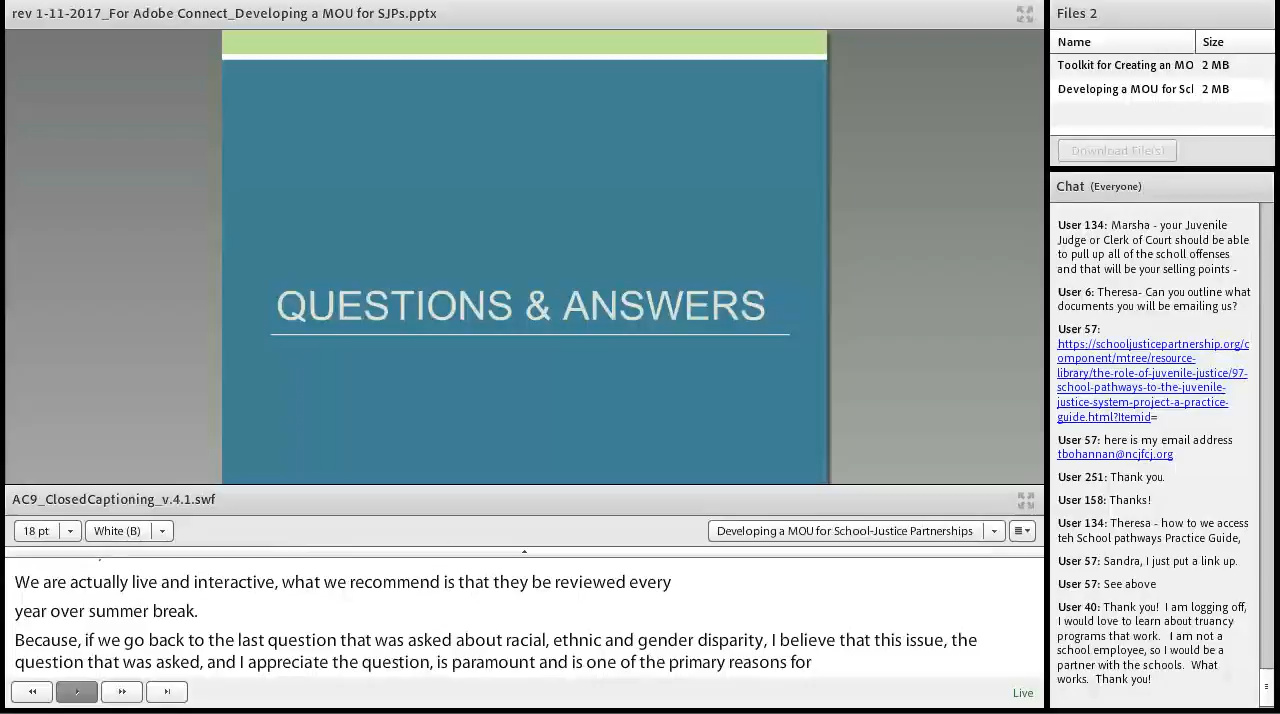 rev 1-11-2017_For Adobe Connect_Developing a MOU for SJPs.pptx
QUESTIONS & ANSWERS
AC9_ClosedCaptioning_v.4.1.swf
18 pt
White (B)
Developing a MOU for School-Justice Partnerships
We are actually live and interactive, what we recommend is that they be reviewed every
year over summer break.
Because, if we go back to the last question that was asked about racial, ethnic and gender disparity, I believe that this issue, the
question that was asked, and I appreciate the question, is paramount and is one of the primary reasons for
Live
Files 2
Name Size
Toolkit for Creating an MO 2 MB
Developing a MOU for Scl 2 MB
Download File(s)
Chat (Everyone)
User 134: Marsha - your Juvenile
Judge or Clerk of Court should be able
to pull up all of the scholl offenses
and that will be your selling points -
User 6: Theresa- Can you outline what
documents you will be emailing us?
User 57:
https://schooljusticepartnership.org/c
omponent/mtree/resource-
library/the-role-of-juvenile-justice/97-
school-pathways-to-the-juvenile-
justice-system-project-a-practice-
guide.html?Itemid=
User 57: here is my email address
tbohannan@ncjfcj.org
User 251: Thank you.
User 158: Thanks!
User 134: Theresa - how to we access
teh School pathways Practice Guide,
User 57: Sandra, I just put a link up.
User 57: See above
User 40: Thank you! I am logging off,
I would love to learn about truancy
programs that work. I am not a
school employee, so I would be a
partner with the schools. What
works. Thank you!